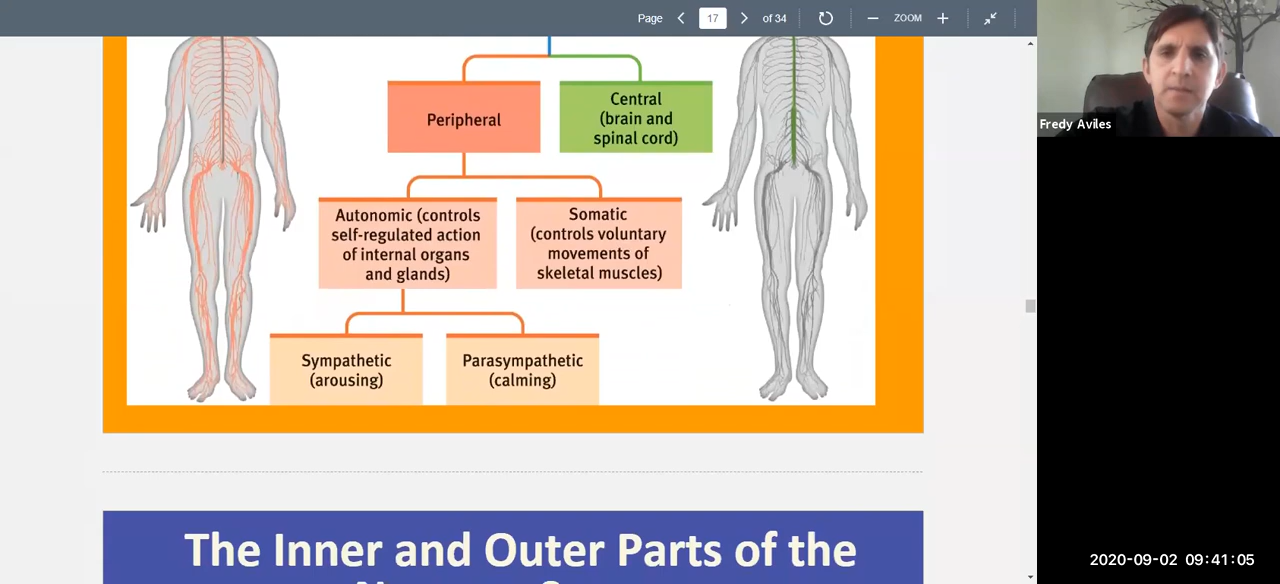 Page 17 of 34 ZOOM
Fredy Aviles
Peripheral
Central
(brain and
spinal cord)
Autonomic (controls
self-regulated action
of internal organs
and glands)
Somatic
(controls voluntary
movements of
skeletal muscles)
Sympathetic
(arousing)
Parasympathetic
(calming)
The Inner and Outer Parts of the
2020-09-02 09:41:05